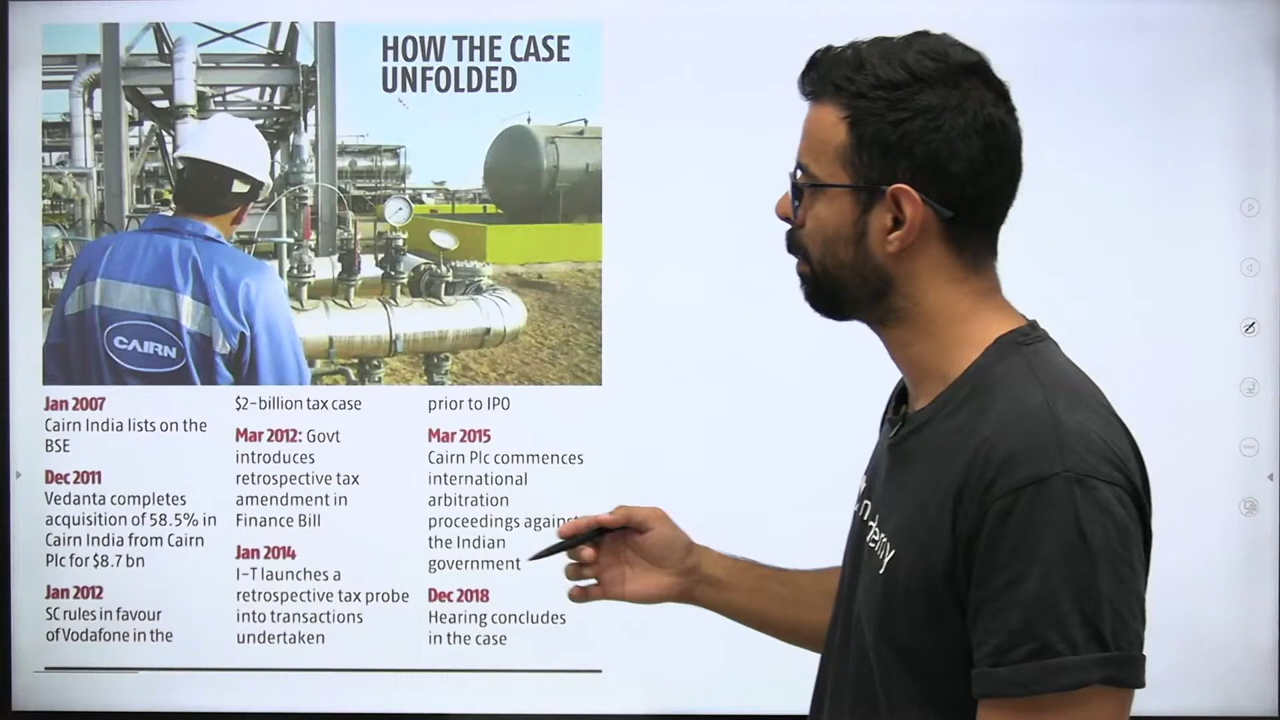 HOW THE CASE
UNFOLDED
CAIRN
Jan 2007
Cairn India lists on the
BSE
Dec 2011
Vedanta completes
acquisition of 58.5% in
Cairn India from Cairn
Plc for $8.7 bn
Jan 2012
SC rules in favour
of Vodafone in the
$2-billion tax case
Mar 2012: Govt
introduces
retrospective tax
amendment in
Finance Bill
Jan 2014
I-T launches a
retrospective tax probe
into transactions
undertaken
prior to IPO
Mar 2015
Cairn Plc commences
international
arbitration
proceedings
the Indian
government
Dec 2018
Hearing concludes
in the case